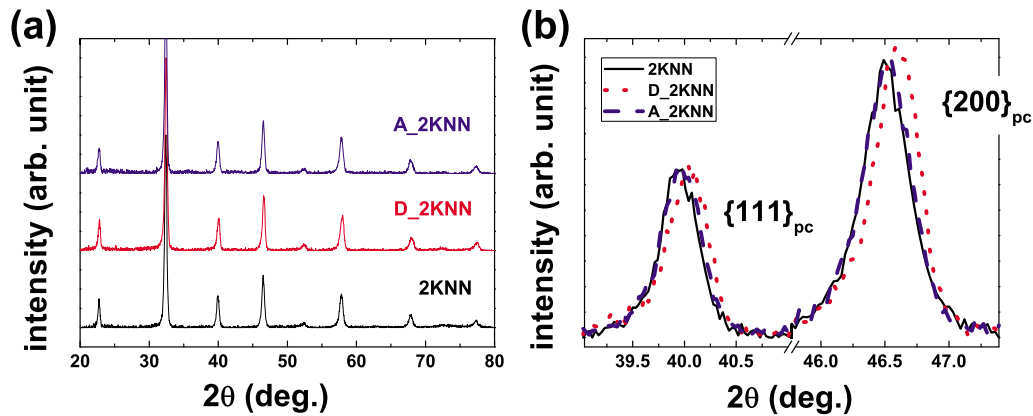 (a)
intensity (arb. unit)
A_2KNN
D_2KNN
2KNN
20 30 40 50 60 70 80
2θ (deg.)
(b)
intensity (arb. unit)
2KNN
D_2KNN
A_2KNN
{111}pc
{200}pc
39.5 40.0 40.5 46.0 46.5 47.0
2θ (deg.)